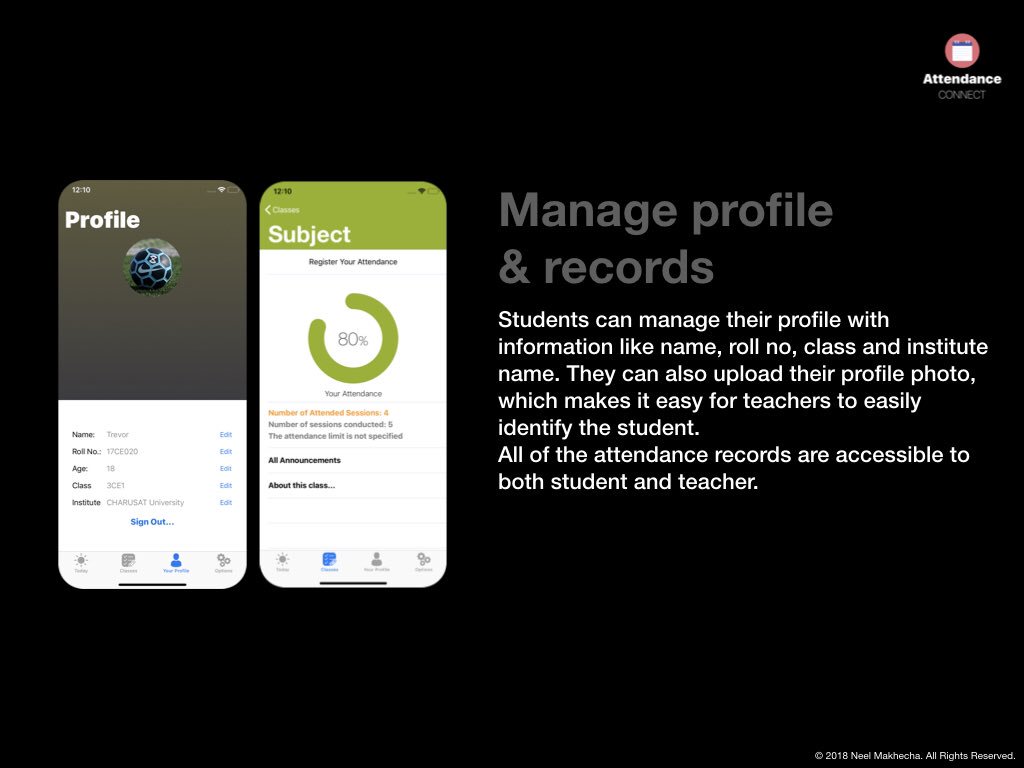 Attendance
CONNECT
12:10
Profile
Name: Trevor Edit
Roll No.: 17CE020 Edit
Age: 18 Edit
Class 3CE1 Edit
Institute CHARUSAT University Edit
Sign Out...
Today Classes Your Profile Options
12:10
Classes
Subject
Register Your Attendance
80%
Your Attendance
Number of Attended Sessions: 4
Number of sessions conducted: 5
The attendance limit is not specified
All Announcements
About this class...
Today Classes Your Profile Options
Manage profile
& records
Students can manage their profile with
information like name, roll no, class and institute
name. They can also upload their profile photo,
which makes it easy for teachers to easily
identify the student.
All of the attendance records are accessible to
both student and teacher.
© 2018 Neel Makhecha. All Rights Reserved.